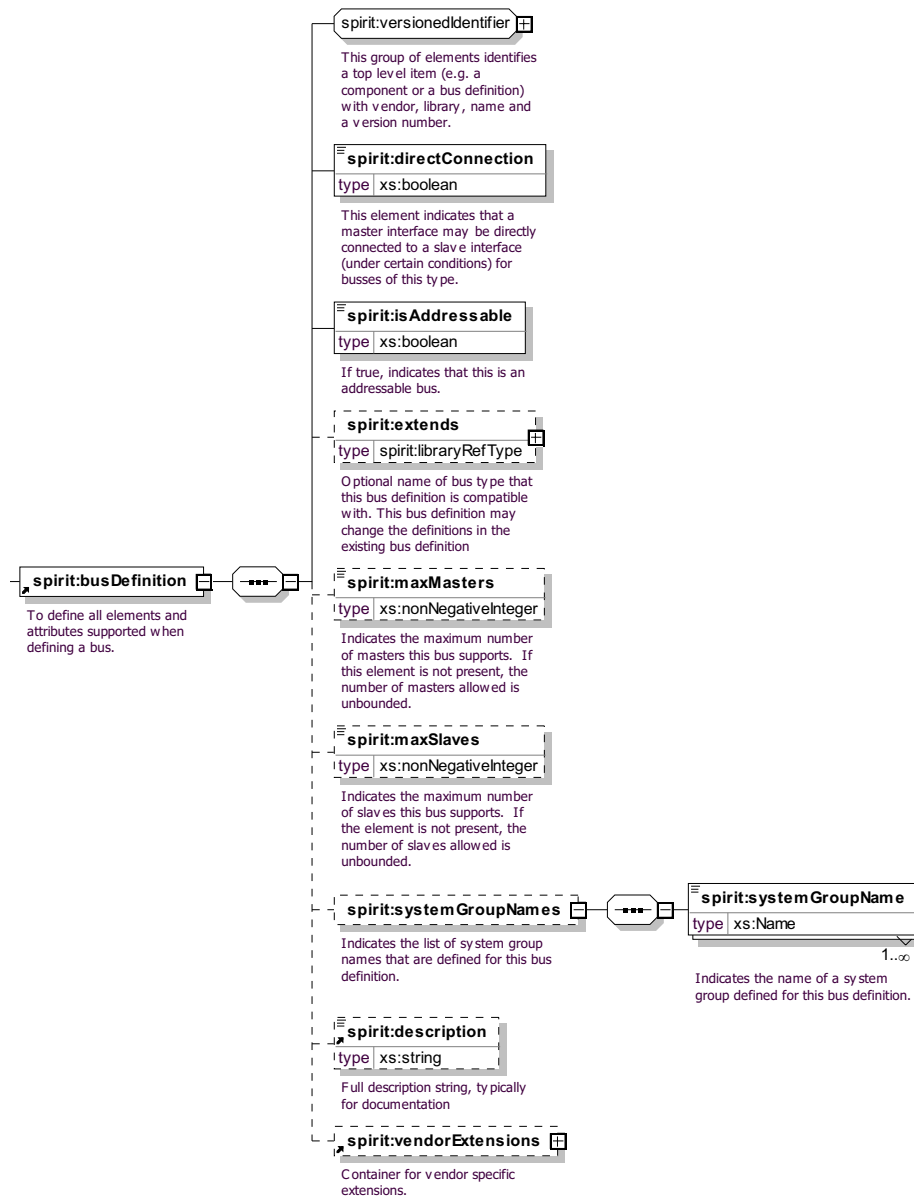 spirit:versionedIdentifier
This group of elements identifies
a top level item (e.g. a
component or a bus definition)
with vendor, library, name and
a version number.
spirit:directConnection
type xs:boolean
This element indicates that a
master interface may be directly
connected to a slave interface
(under certain conditions) for
busses of this type.
spirit:isAddressable
type xs:boolean
If true, indicates that this is an
addressable bus.
spirit:extends
type spirit:libraryRefType
Optional name of bus type that
this bus definition is compatible
with. This bus definition may
change the definitions in the
existing bus definition
spirit:busDefinition
To define all elements and
attributes supported when
defining a bus.
spirit:maxMasters
type xs:nonNegativeInteger
Indicates the maximum number
of masters this bus supports. If
this element is not present, the
number of masters allowed is
unbounded.
spirit:maxSlaves
type xs:nonNegativeInteger
Indicates the maximum number
of slaves this bus supports. If
the element is not present, the
number of slaves allowed is
unbounded.
spirit:systemGroupNames
Indicates the list of system group
names that are defined for this bus
definition.
spirit:systemGroupName
type xs:Name
1..∞
Indicates the name of a system
group defined for this bus definition.
spirit:description
type xs:string
Full description string, typically
for documentation
spirit:vendorExtensions
Container for vendor specific
extensions.